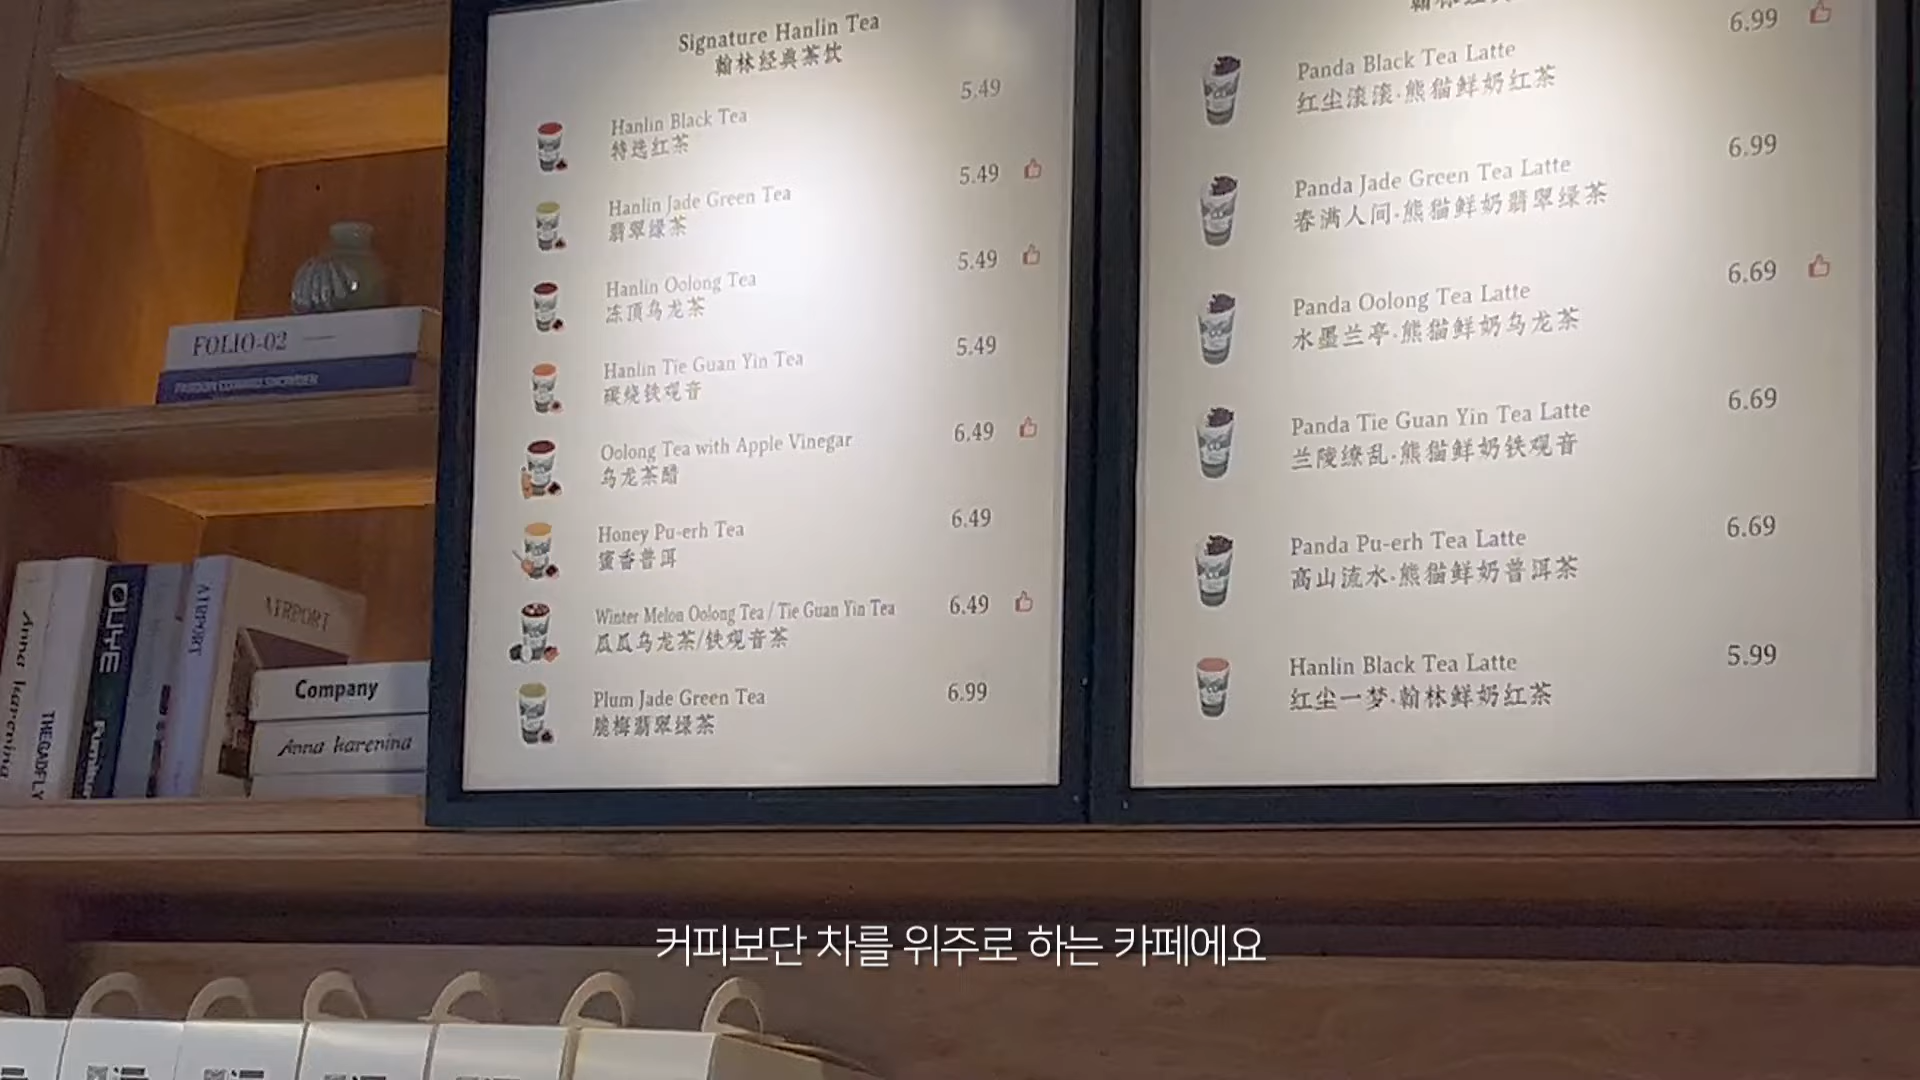 Signature Hanlin Tea
翰林经典茶饮
5.49
Hanlin Black Tea
特选红茶
5.49
Hanlin Jade Green Tea
翡翠绿茶
5.49
Hanlin Oolong Tea
冻顶乌龙茶
5.49
Hanlin Tie Guan Yin Tea
碳烧铁观音
6.49
Oolong Tea with Apple Vinegar
乌龙茶醋
6.49
Honey Pu-erh Tea
蜜香普洱
6.49
Winter Melon Oolong Tea / Tie Guan Yin Tea
瓜瓜乌龙茶/铁观音茶
6.99
Plum Jade Green Tea
脆梅翡翠绿茶
6.99
Panda Black Tea Latte
红尘滚滚·熊猫鲜奶红茶
6.99
Panda Jade Green Tea Latte
春满人间·熊猫鲜奶翡翠绿茶
6.69
Panda Oolong Tea Latte
水墨兰亭·熊猫鲜奶乌龙茶
6.69
Panda Tie Guan Yin Tea Latte
兰陵缭乱·熊猫鲜奶铁观音
6.69
Panda Pu-erh Tea Latte
高山流水·熊猫鲜奶普洱茶
5.99
Hanlin Black Tea Latte
红尘一梦·翰林鲜奶红茶
FOLIO-02
Anna karenina
THEGADFLY
AIRPORT
AIRPORT
Company
Anna karenina
커피보단 차를 위주로 하는 카페에요